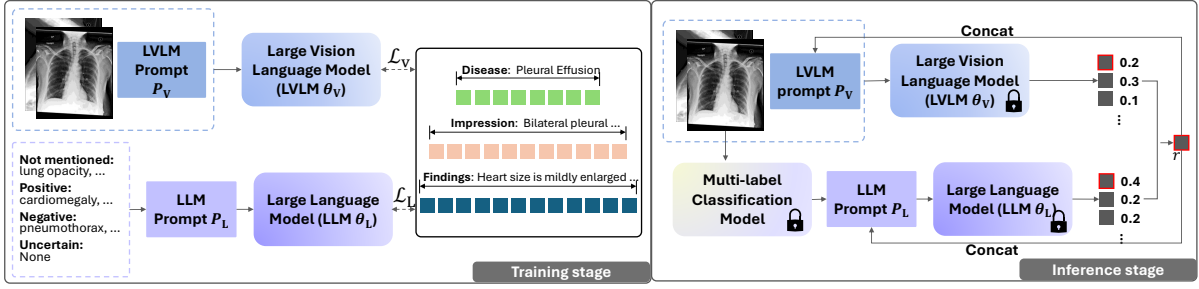 LVLM
Prompt
P_V
Large Vision
Language Model
(LVLM θ_V)
ℒ_V
Disease: Pleural Effusion
Impression: Bilateral pleural ...
Findings: Heart size is mildly enlarged ...
Not mentioned:
lung opacity, ...
Positive:
cardiomegaly, ...
Negative:
pneumothorax, ...
Uncertain:
None
LLM
Prompt P_L
Large Language
Model (LLM θ_L)
ℒ_L
Training stage
Concat
LVLM
prompt P_V
Large Vision
Language Model
(LVLM θ_V)
0.2
0.3
0.1
⋮
r
Multi-label
Classification
Model
LLM
Prompt P_L
Large Language
Model (LLM θ_L)
0.4
0.2
0.2
⋮
Concat
Inference stage